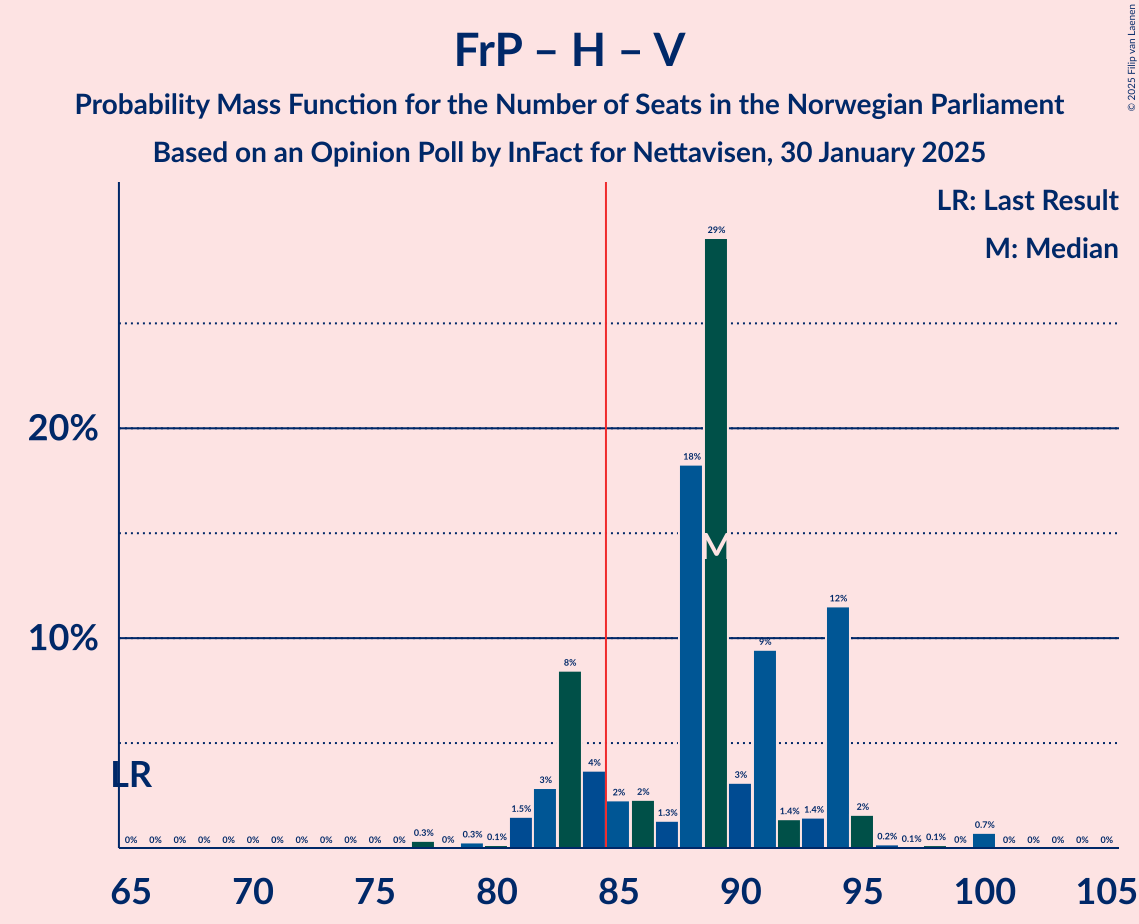 FrP – H – V
Probability Mass Function for the Number of Seats in the Norwegian Parliament
Based on an Opinion Poll by InFact for Nettavisen, 30 January 2025
© 2025 Filip van Laenen
LR: Last Result
M: Median
20%
10%
LR
M
0% 0% 0% 0% 0% 0% 0% 0% 0% 0% 0% 0% 0.3% 0% 0.3% 0.1% 1.5% 3% 8% 4% 2% 2% 1.3% 18% 29% 3% 9% 1.4% 1.4% 12% 2% 0.2% 0.1% 0.1% 0% 0.7% 0% 0% 0% 0% 0%
65 70 75 80 85 90 95 100 105